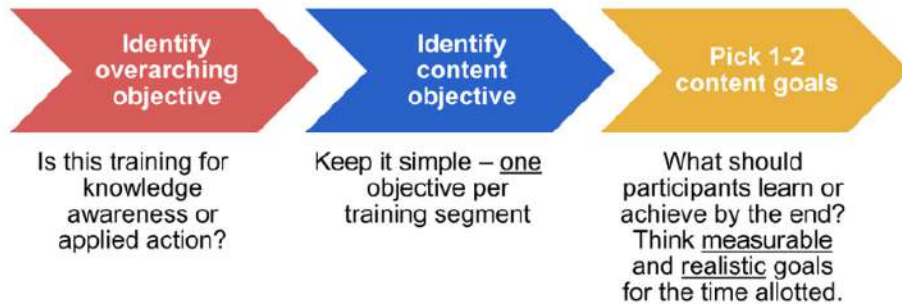 Identify
overarching
objective
Is this training for
knowledge
awareness or
applied action?
Identify
content
objective
Keep it simple – one
objective per
training segment
Pick 1-2
content goals
What should
participants learn or
achieve by the end?
Think measurable
and realistic goals
for the time allotted.